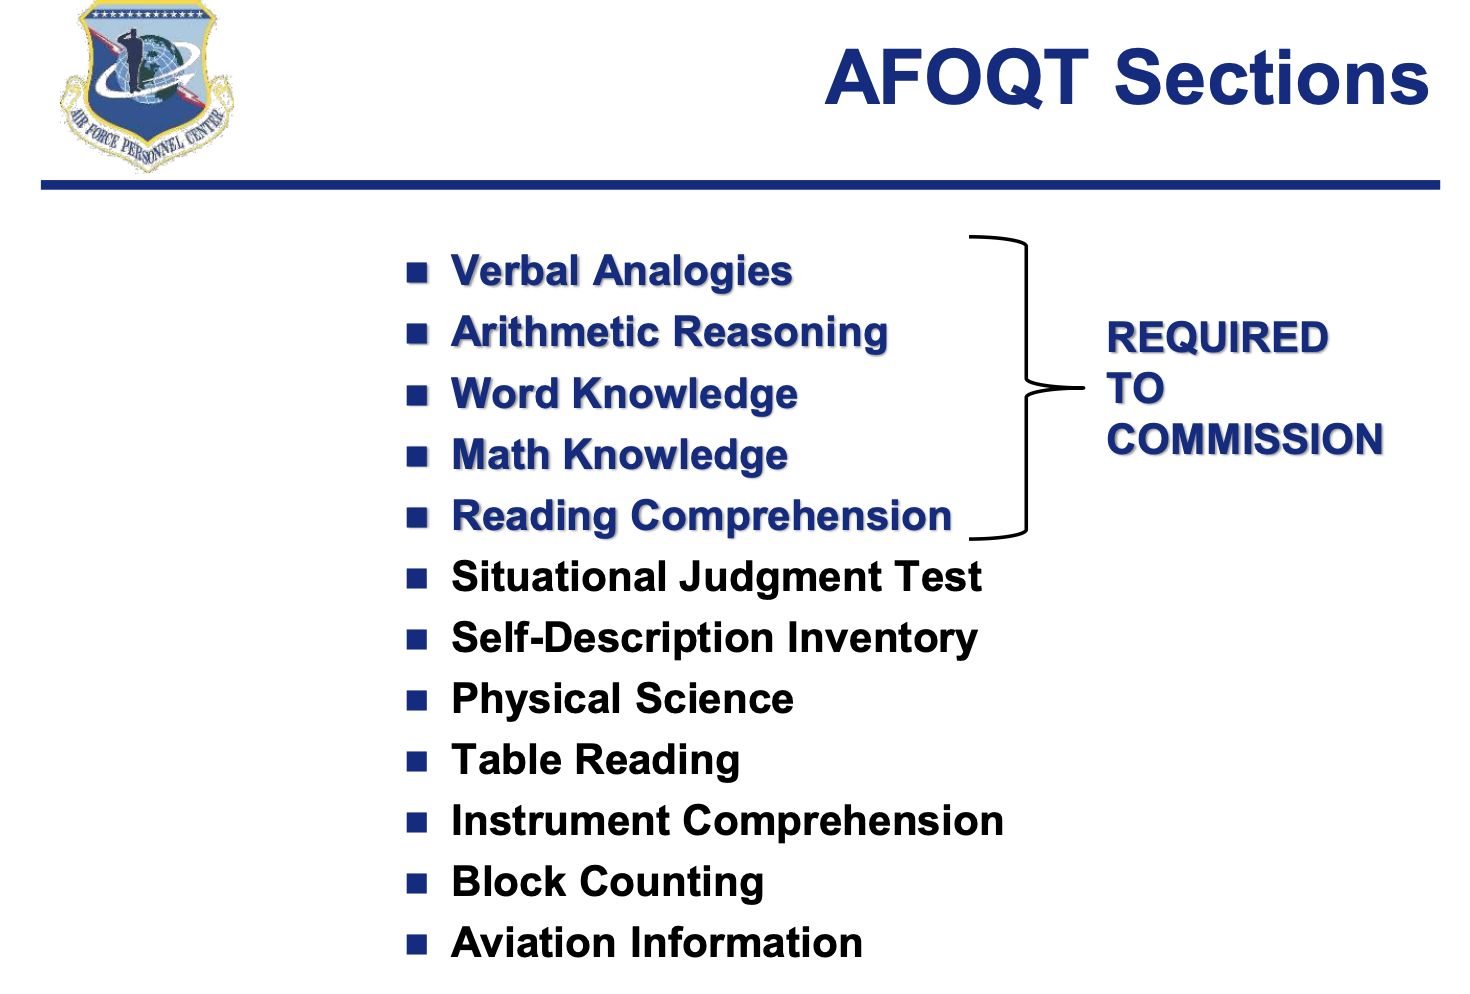 AIR FORCE PERSONNEL CENTER
AFOQT Sections
Verbal Analogies
Arithmetic Reasoning
Word Knowledge
Math Knowledge
Reading Comprehension
REQUIRED
TO
COMMISSION
Situational Judgment Test
Self-Description Inventory
Physical Science
Table Reading
Instrument Comprehension
Block Counting
Aviation Information